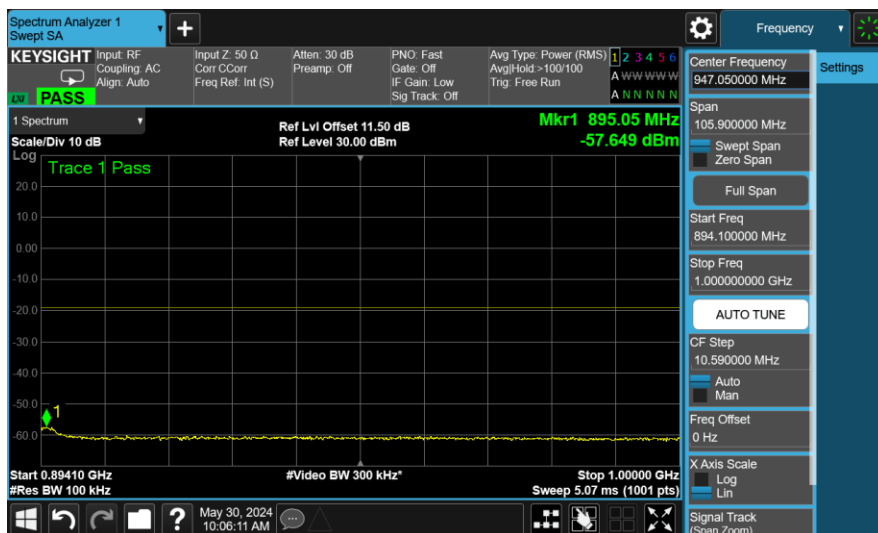 Spectrum Analyzer 1
Swept SA
+
Frequency
KEYSIGHT
Input: RF
Coupling: AC
Align: Auto
Input Z: 50 Ω
Corr CCorr
Freq Ref: Int (S)
Atten: 30 dB
Preamp: Off
PNO: Fast
Gate: Off
IF Gain: Low
Sig Track: Off
Avg Type: Power (RMS)
Avg|Hold:>100/100
Trig: Free Run
1 2 3 4 5 6
A W W W W W
A N N N N N
LXI
PASS
1 Spectrum
Scale/Div 10 dB
Ref Lvl Offset 11.50 dB
Ref Level 30.00 dBm
Mkr1 895.05 MHz
-57.649 dBm
Log
Trace 1 Pass
20.0
10.0
0.00
-10.0
-20.0
-30.0
-40.0
-50.0
-60.0
1
Start 0.89410 GHz
#Res BW 100 kHz
#Video BW 300 kHz*
Stop 1.00000 GHz
Sweep 5.07 ms (1001 pts)
?
May 30, 2024
10:06:11 AM
Center Frequency
947.050000 MHz
Settings
Span
105.900000 MHz
Swept Span
Zero Span
Full Span
Start Freq
894.100000 MHz
Stop Freq
1.000000000 GHz
AUTO TUNE
CF Step
10.590000 MHz
Auto
Man
Freq Offset
0 Hz
X Axis Scale
Log
Lin
Signal Track
(Span Zoom)